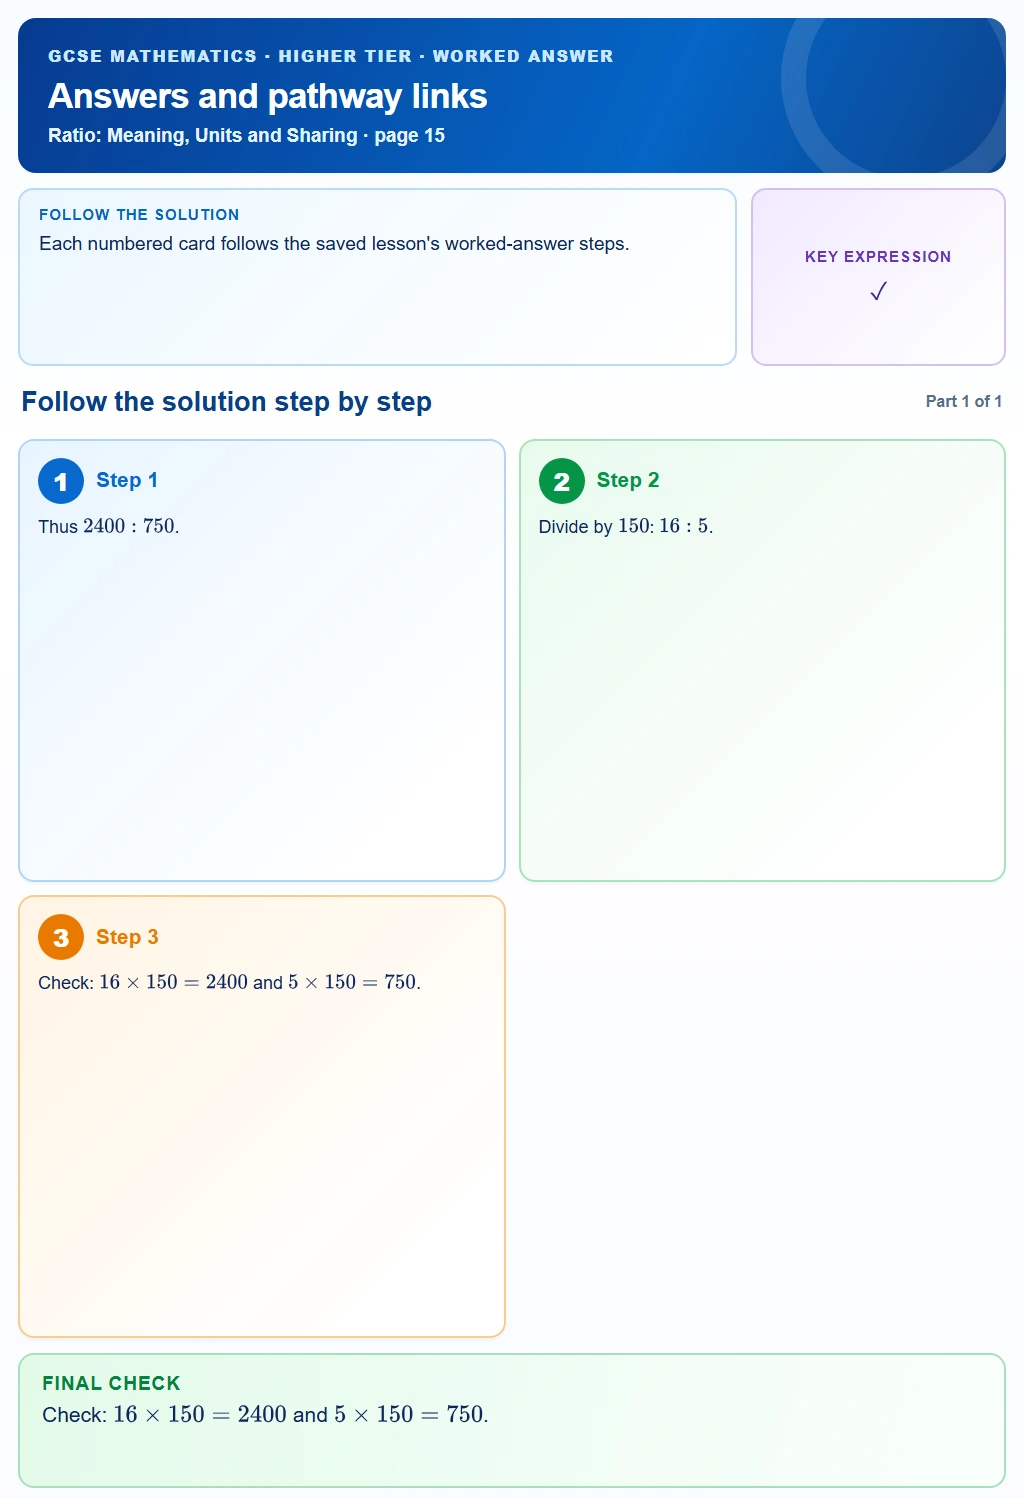 GCSE MATHEMATICS · HIGHER TIER · WORKED ANSWER
Answers and pathway links
Ratio: Meaning, Units and Sharing · page 15
FOLLOW THE SOLUTION
Each numbered card follows the saved lesson's worked-answer steps.
KEY EXPRESSION
✓
Follow the solution step by step
Part 1 of 1
1 Step 1
Thus 2400 : 750.
2 Step 2
Divide by 150: 16 : 5.
3 Step 3
Check: 16 × 150 = 2400 and 5 × 150 = 750.
FINAL CHECK
Check: 16 × 150 = 2400 and 5 × 150 = 750.